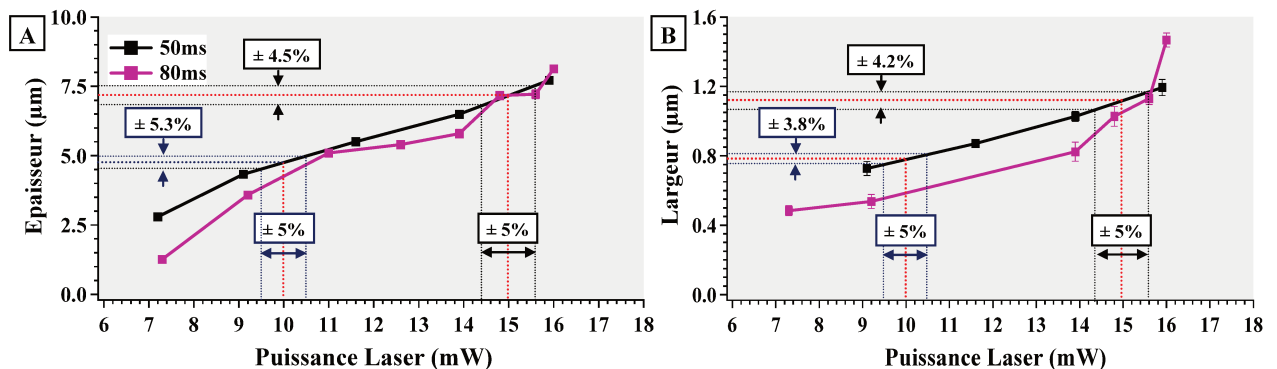 A
Epaisseur (µm)
10.0
7.5
5.0
2.5
0.0
50ms
80ms
± 4.5%
± 5.3%
± 5%
± 5%
6 7 8 9 10 11 12 13 14 15 16 17 18
Puissance Laser (mW)
B
Largeur (µm)
1.6
1.2
0.8
0.4
0.0
± 4.2%
± 3.8%
± 5%
± 5%
6 7 8 9 10 11 12 13 14 15 16 17 18
Puissance Laser (mW)